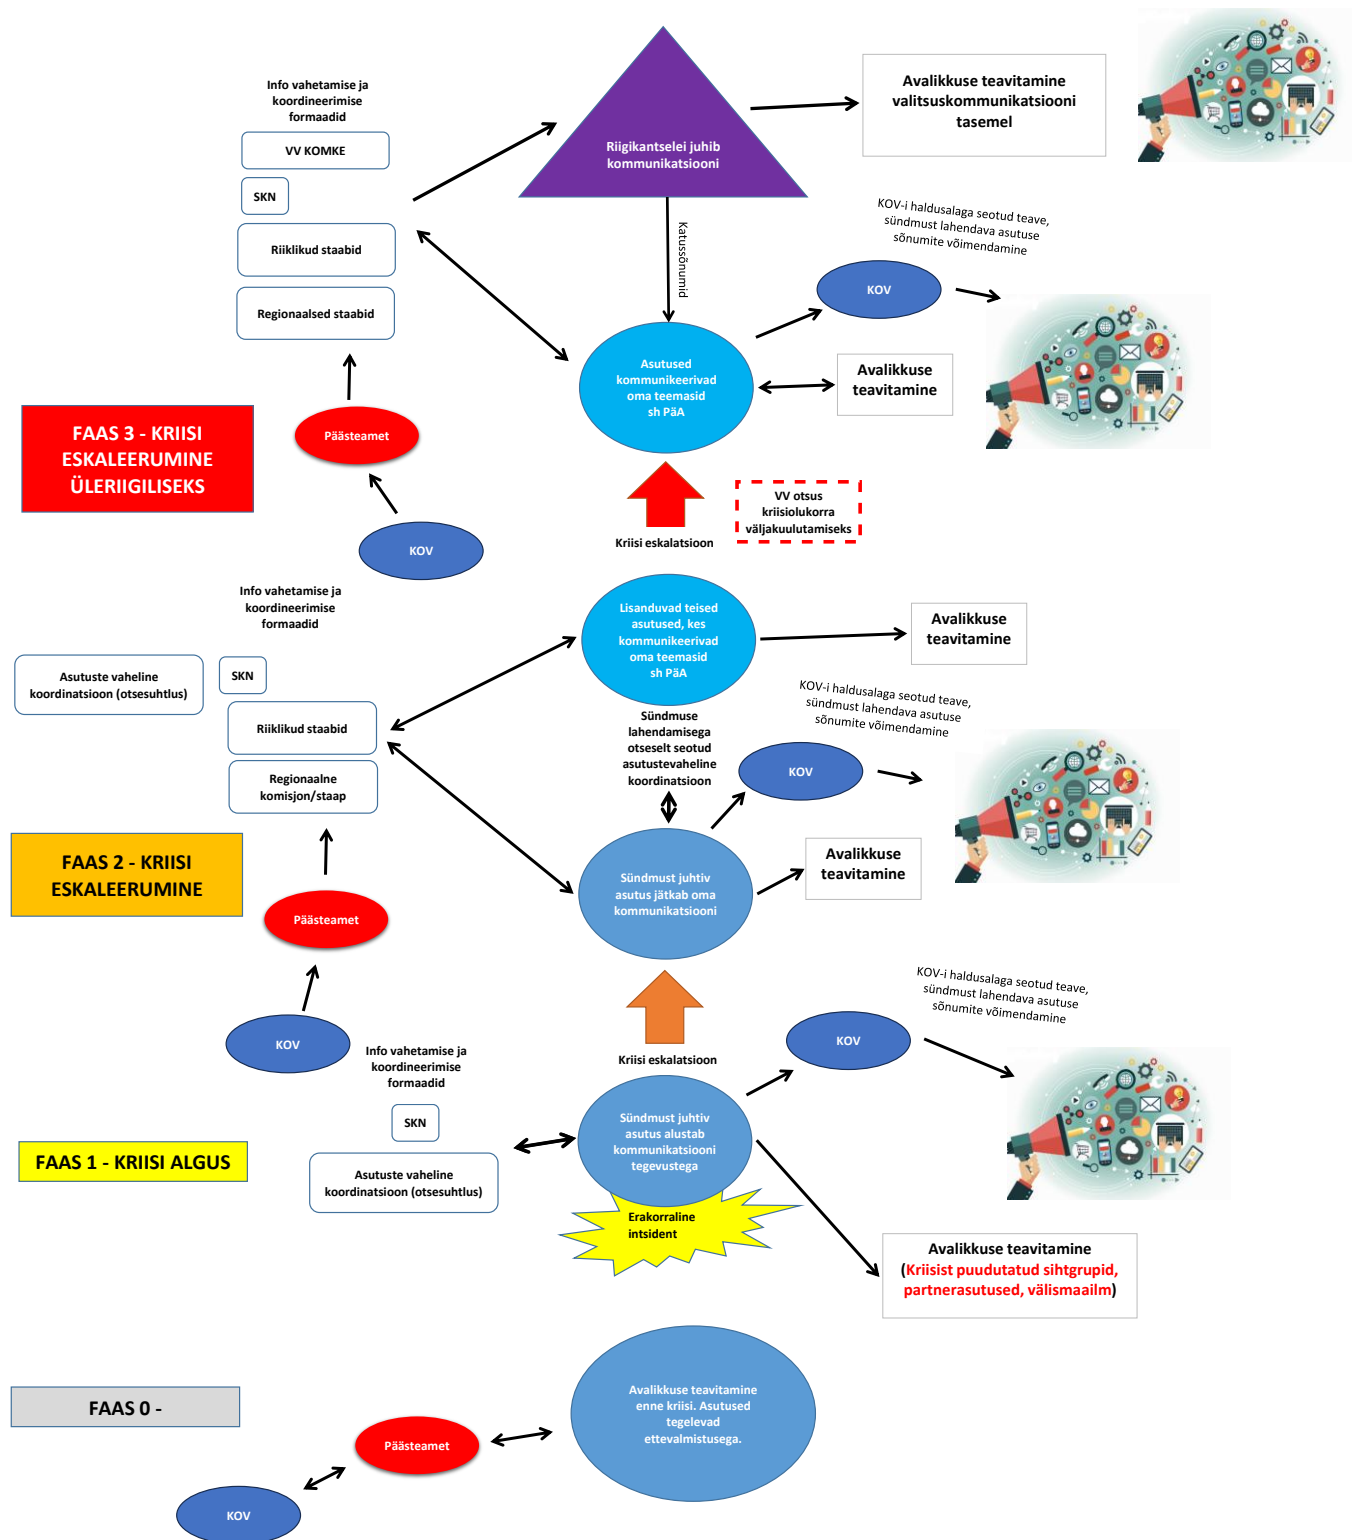 Info vahetamise ja
koordineerimise
formaadid
VV KOMKE
SKN
Riiklikud staabid
Regionaalsed staabid
Riigikantselei juhib
kommunikatsiooni
Avalikkuse teavitamine
valitsuskommunikatsiooni
tasemel
Katussõnumid
KOV-i haldusalaga seotud teave,
sündmust lahendava asutuse
sõnumite võimendamine
KOV
Asutused
kommunikeerivad
oma teemasid
sh PäA
Avalikkuse
teavitamine
FAAS 3 - KRIISI
ESKALEERUMINE
ÜLERIIGILISEKS
Päästeamet
KOV
VV otsus
kriisiolukorra
väljakuulutamiseks
Kriisi eskalatsioon
Info vahetamise ja
koordineerimise
formaadid
Asutuste vaheline
koordinatsioon (otsesuhtlus)
SKN
Riiklikud staabid
Regionaalne
komisjon/staap
Lisanduvad teised
asutused, kes
kommunikeerivad
oma teemasid
sh PäA
Avalikkuse
teavitamine
Sündmuse
lahendamisega
otseselt seotud
asutustevaheline
koordinatsioon
KOV-i haldusalaga seotud teave,
sündmust lahendava asutuse
sõnumite võimendamine
KOV
FAAS 2 - KRIISI
ESKALEERUMINE
Päästeamet
KOV
Sündmust juhtiv
asutus jätkab oma
kommunikatsiooni
Avalikkuse
teavitamine
Kriisi eskalatsioon
KOV-i haldusalaga seotud teave,
sündmust lahendava asutuse
sõnumite võimendamine
KOV
Info vahetamise ja
koordineerimise
formaadid
SKN
Asutuste vaheline
koordinatsioon (otsesuhtlus)
FAAS 1 - KRIISI ALGUS
Sündmust juhtiv
asutus alustab
kommunikatsiooni
tegevustega
Erakorraline
intsident
Avalikkuse teavitamine
(Kriisist puudutatud sihtgrupid,
partnerasutused, välismaailm)
FAAS 0 -
Avalikkuse teavitamine
enne kriisi. Asutused
tegelevad
ettevalmistusega.
Päästeamet
KOV